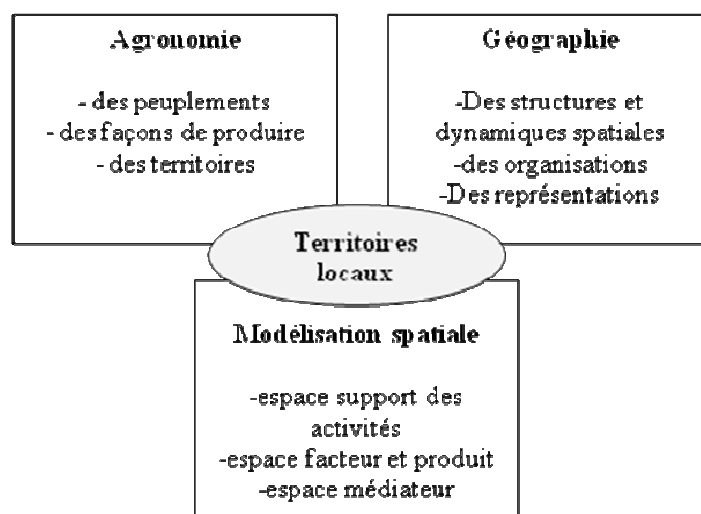 Agronomie
- des peuplements
- des façons de produire
- des territoires
Géographie
-Des structures et
dynamiques spatiales
-des organisations
-Des représentations
Territoires
locaux
Modélisation spatiale
-espace support des
activités
-espace facteur et produit
-espace médiateur